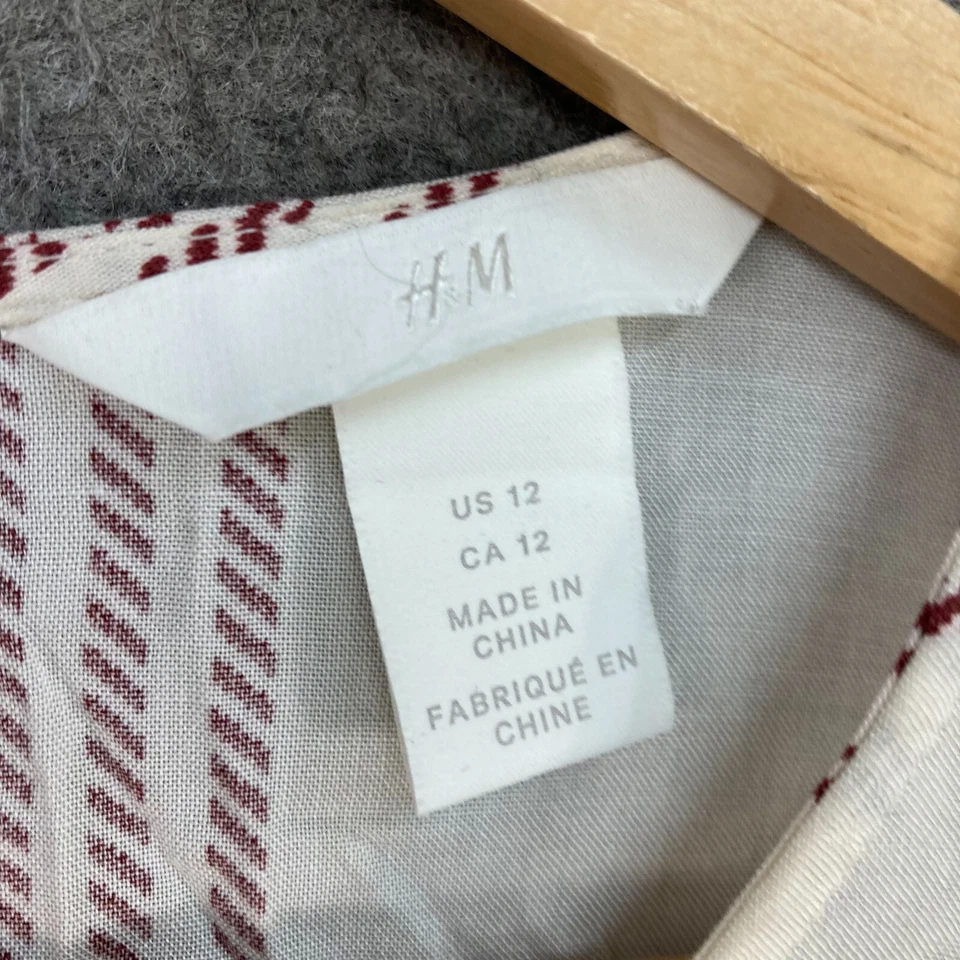 H&M
US 12
CA 12
MADE IN
CHINA
FABRIQUÉ EN
CHINE